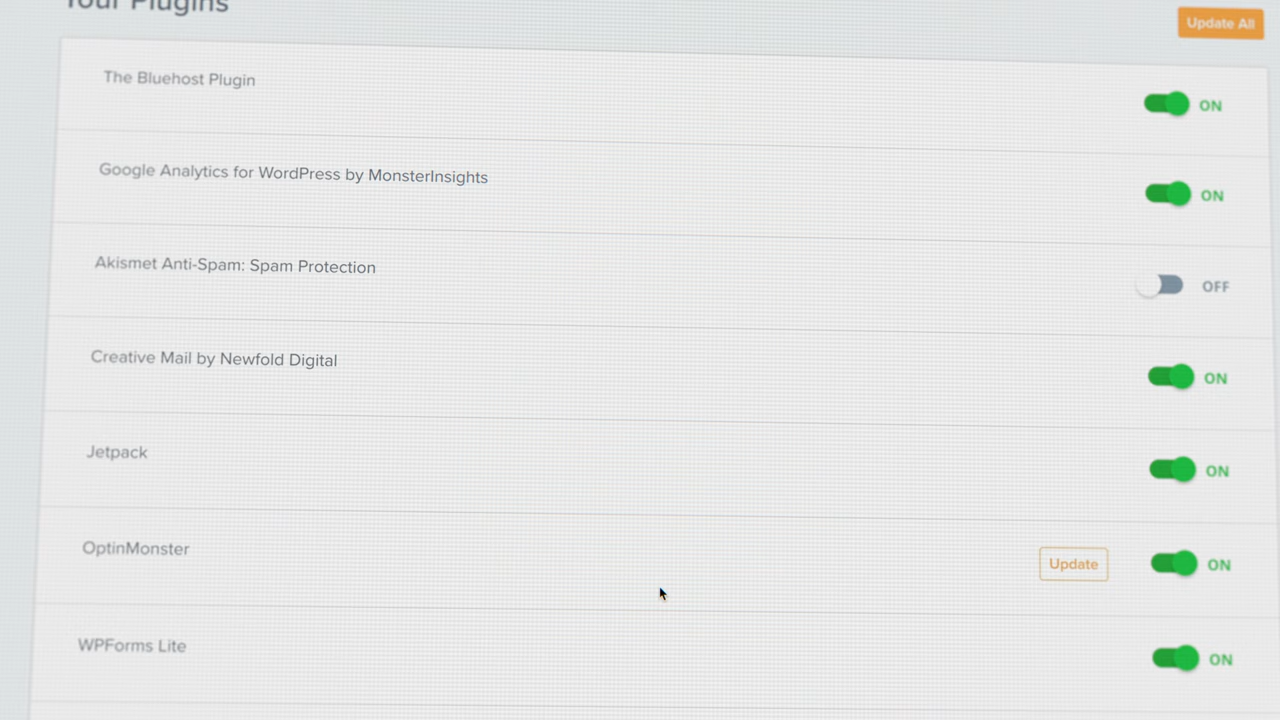 Your Plugins
Update All
The Bluehost Plugin
ON
Google Analytics for WordPress by MonsterInsights
ON
Akismet Anti-Spam: Spam Protection
OFF
Creative Mail by Newfold Digital
ON
Jetpack
ON
OptinMonster
Update
ON
WPForms Lite
ON